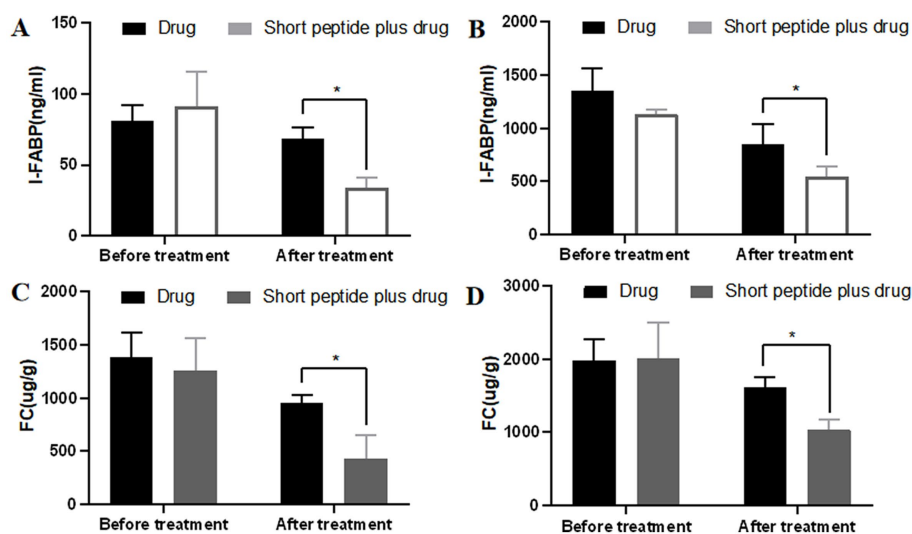 A
Drug
Short peptide plus drug
I-FABP(ng/ml)
150
100
50
0
*
Before treatment
After treatment
B
Drug
Short peptide plus drug
I-FABP(ng/ml)
2000
1500
1000
500
0
*
Before treatment
After treatment
C
Drug
Short peptide plus drug
FC(ug/g)
2000
1500
1000
500
0
*
Before treatment
After treatment
D
Drug
Short peptide plus drug
FC(ug/g)
3000
2000
1000
0
*
Before treatment
After treatment